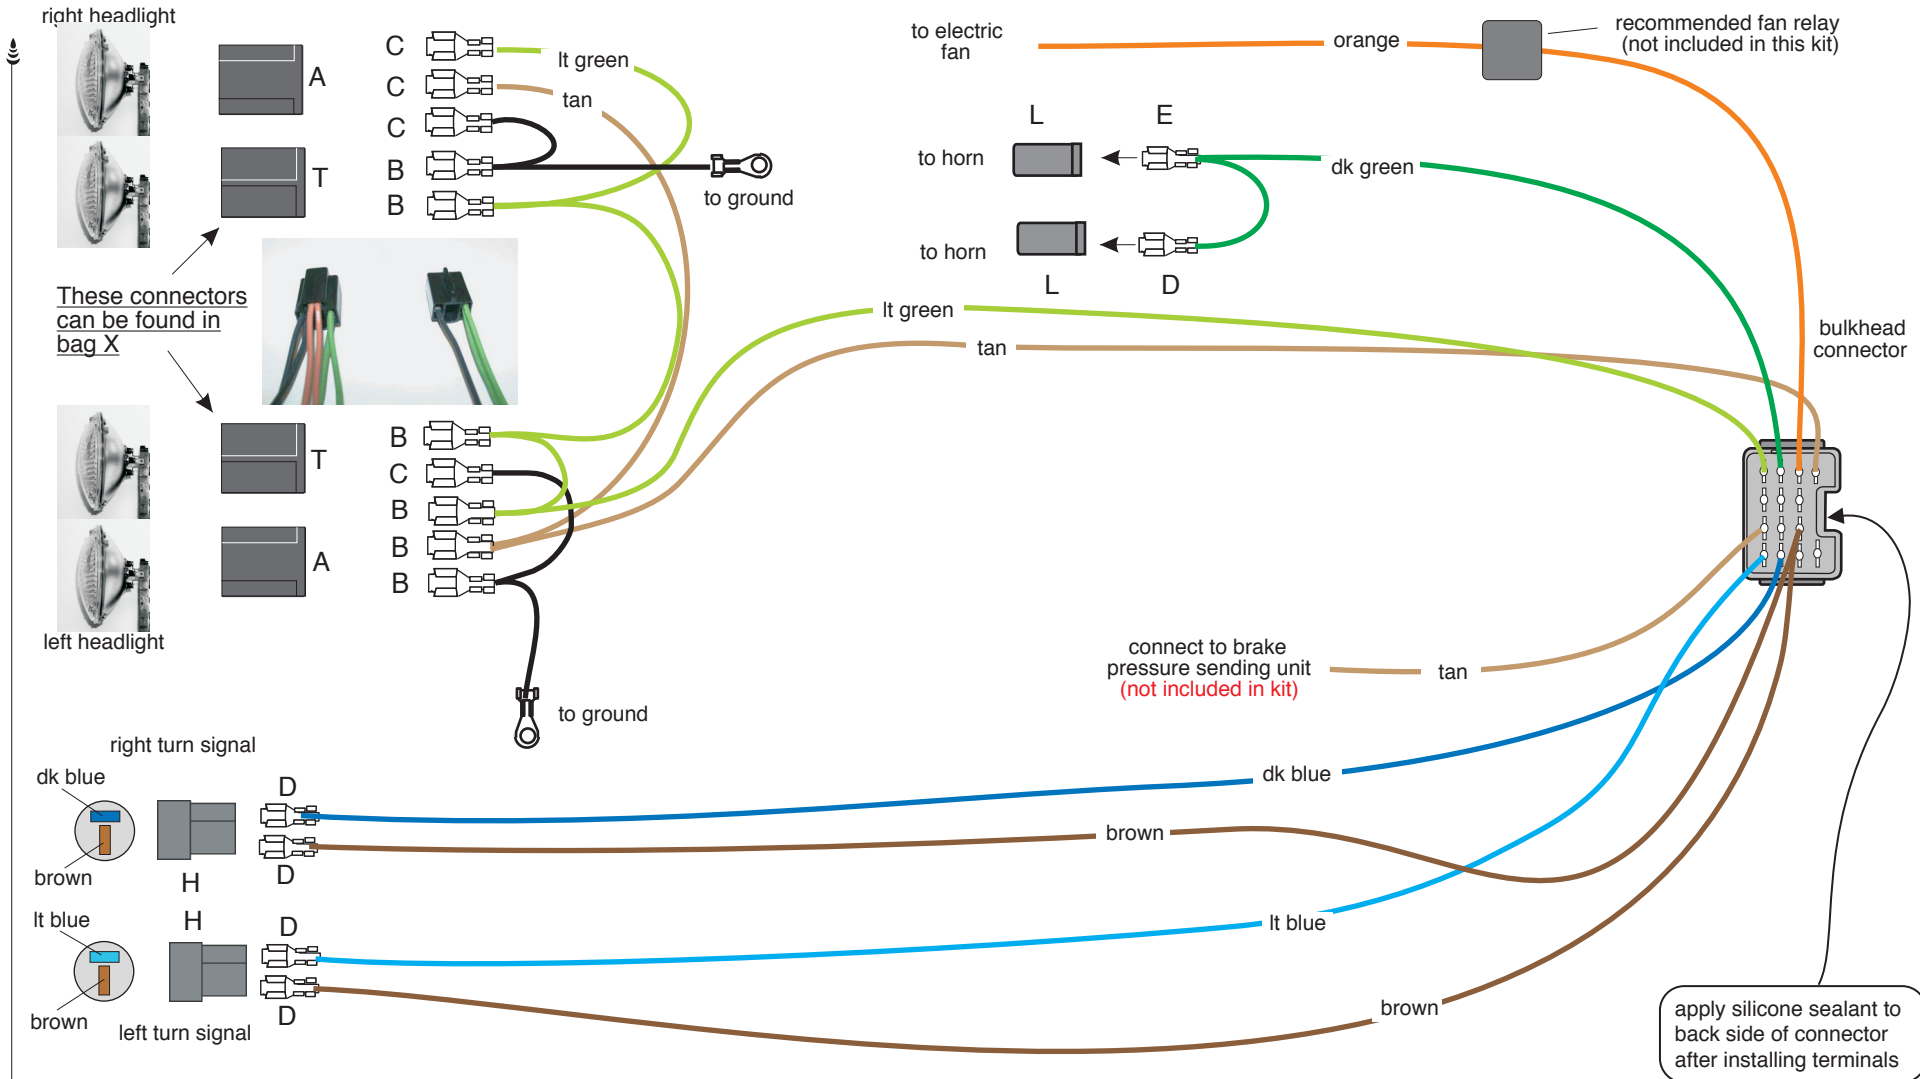 right headlight
A
T
These connectors
can be found in
bag X
T
A
left headlight
C
C
C
B
B
lt green
tan
to ground
B
C
B
B
B
to ground
to electric
fan
orange
recommended fan relay
(not included in this kit)
L
E
to horn
dk green
to horn
L
D
lt green
tan
bulkhead
connector
connect to brake
pressure sending unit
(not included in kit)
tan
right turn signal
dk blue
brown
H
D
D
dk blue
brown
lt blue
brown
H
left turn signal
D
D
lt blue
brown
apply silicone sealant to
back side of connector
after installing terminals